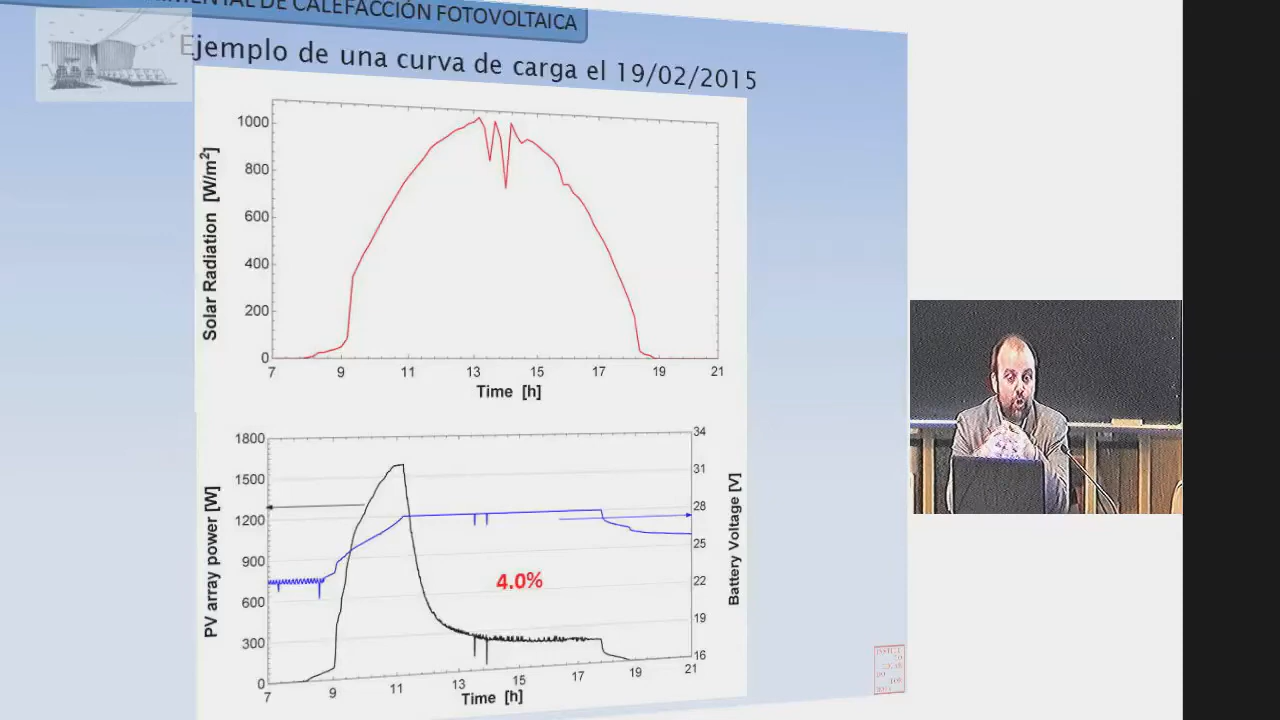 DE CALEFACCIÓN FOTOVOLTAICA
Ejemplo de una curva de carga el 19/02/2015
1000
800
600
400
200
0
7 9 11 13 15 17 19 21
Solar Radiation [W/m²]
Time [h]
1800
1500
1200
900
600
300
0
34
31
28
25
22
19
16
7 9 11 13 15 17 19 21
PV array power [W]
Battery Voltage [V]
4.0%
Time [h]